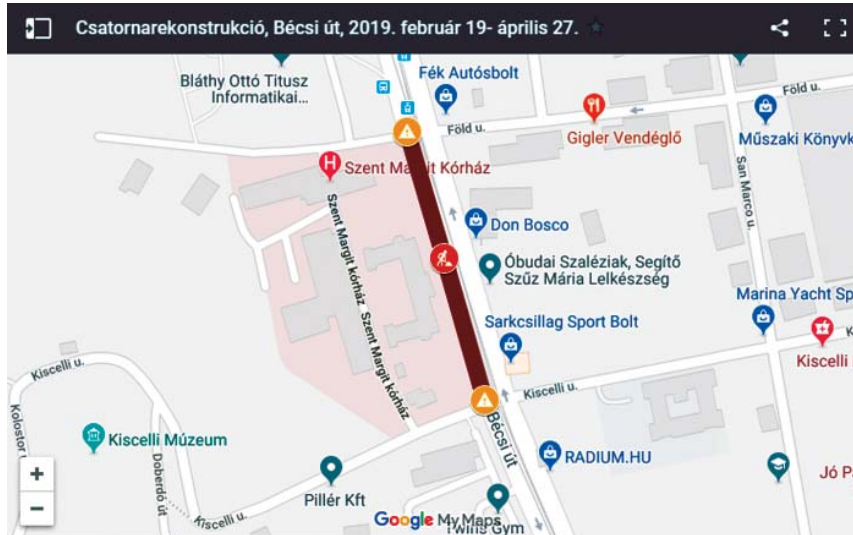 Csatornarekonstrukció, Bécsi út, 2019. február 19- április 27.
Bláthy Ottó Titusz
Informatikai...
Fék Autósbolt
Föld u.
Föld u.
Gigler Vendéglő
Műszaki Könyvk
H
Szent Margit Kórház
San Marco u.
Szent Margit kórház
Szent Margit kórház
Don Bosco
Óbudai Szaléziak, Segítő
Szűz Mária Lelkészség
Marina Yacht Sp
Sarkcsillag Sport Bolt
Kiscelli
Kiscelli u.
Kiscelli u.
Kolostor u
Kiscelli Múzeum
Doberdó út
Bécsi út
RADIUM.HU
Jó P
Pillér Kft
Kiscelli u.
Twins Gym
Google My Maps
+
−